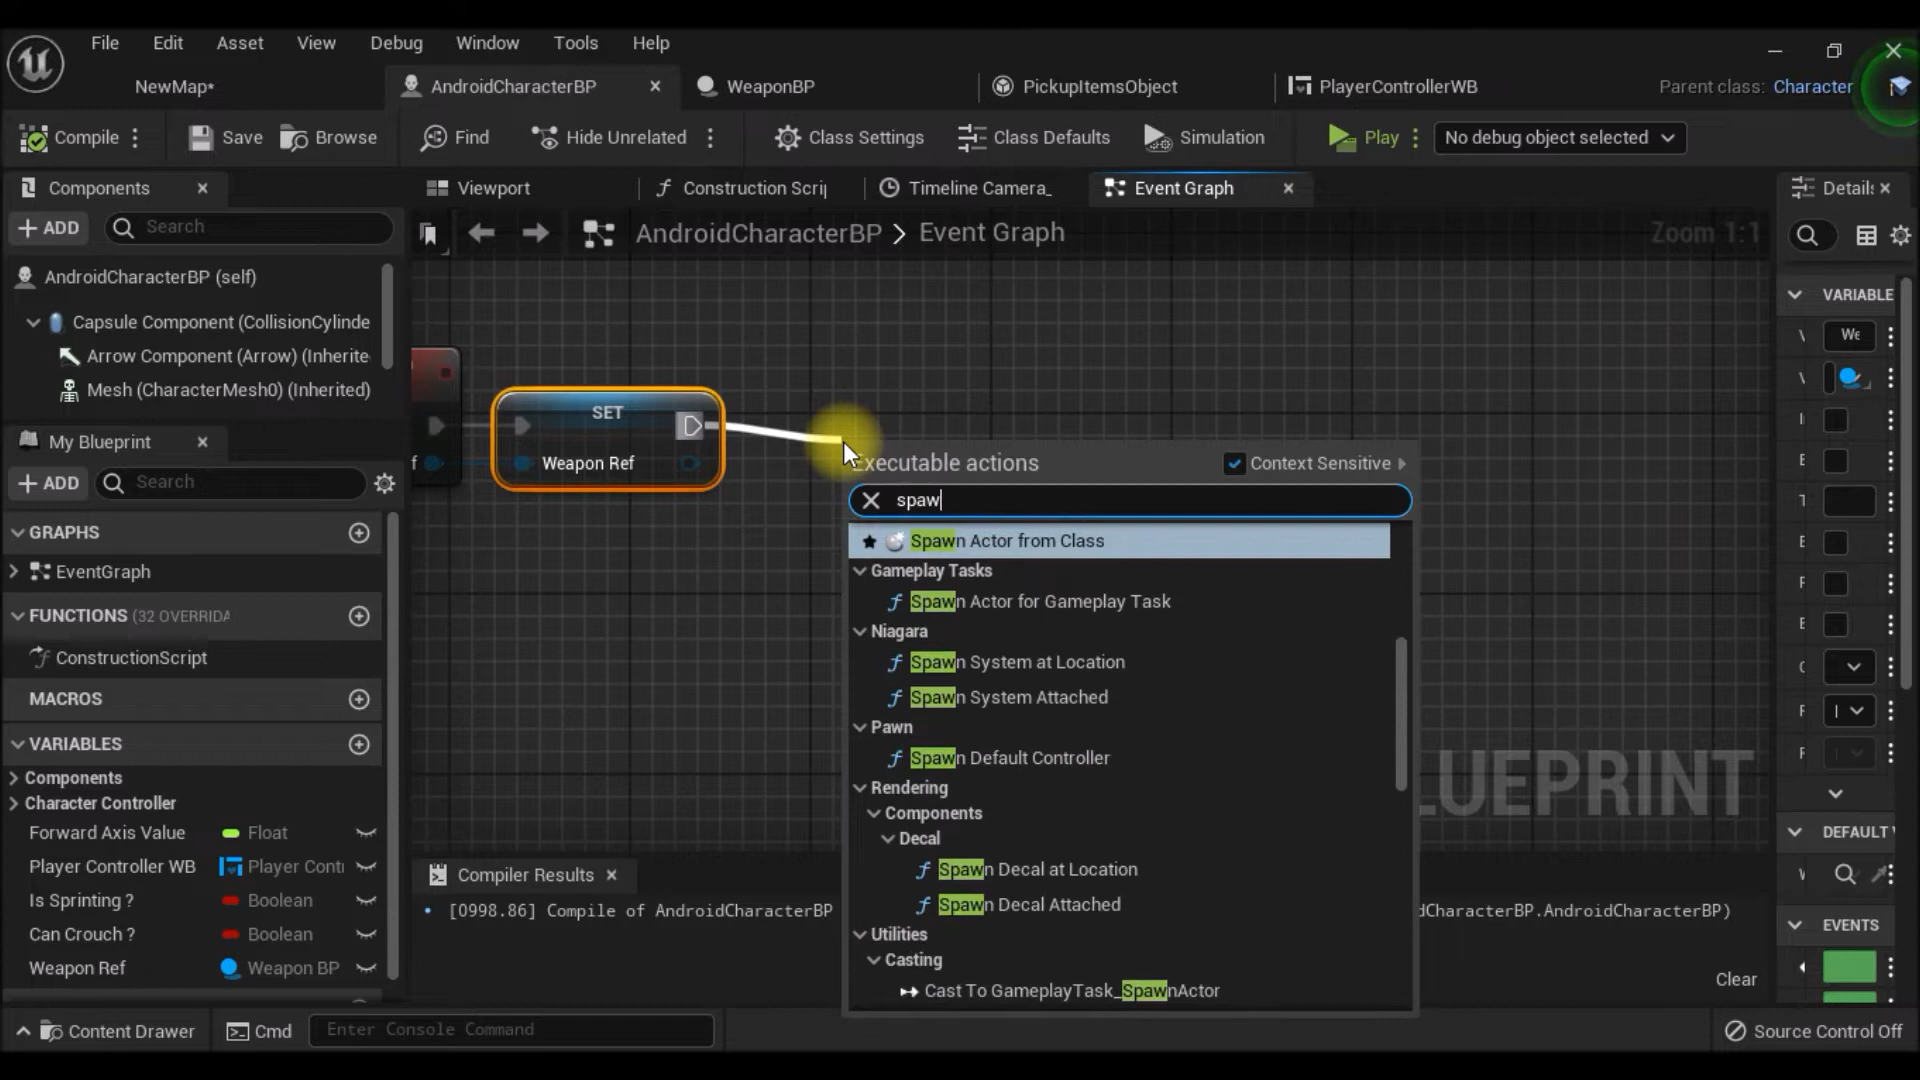 File Edit Asset View Debug Window Tools Help
NewMap* AndroidCharacterBP WeaponBP PickupItemsObject PlayerControllerWB Parent class: Character
Compile Save Browse Find Hide Unrelated Class Settings Class Defaults Simulation Play No debug object selected
Components Viewport Construction Scrij Timeline Camera_ Event Graph Details
+ ADD Search AndroidCharacterBP > Event Graph Zoom 1:1
AndroidCharacterBP (self)
VARIABLE
Capsule Component (CollisionCylinde
We
Arrow Component (Arrow) (Inherite
Mesh (CharacterMesh0) (Inherited)
SET
My Blueprint
Weapon Ref
Executable actions Context Sensitive
+ ADD Search
spaw
GRAPHS
Spawn Actor from Class
EventGraph
Gameplay Tasks
Spawn Actor for Gameplay Task
FUNCTIONS (32 OVERRIDA
Niagara
ConstructionScript
Spawn System at Location
MACROS
Spawn System Attached
Pawn
VARIABLES
Spawn Default Controller
Components
Rendering
Character Controller
Components
Forward Axis Value Float
Decal
DEFAULT V
Player Controller WB Player Conti
Spawn Decal at Location
Compiler Results
Is Sprinting ? Boolean
Spawn Decal Attached
[0998.86] Compile of AndroidCharacterBP dCharacterBP.AndroidCharacterBP)
Can Crouch ? Boolean
Utilities
EVENTS
Casting
Weapon Ref Weapon BP
Cast To GameplayTask_SpawnActor
Clear
LUEPRINT
Content Drawer Cmd Enter Console Command Source Control Off